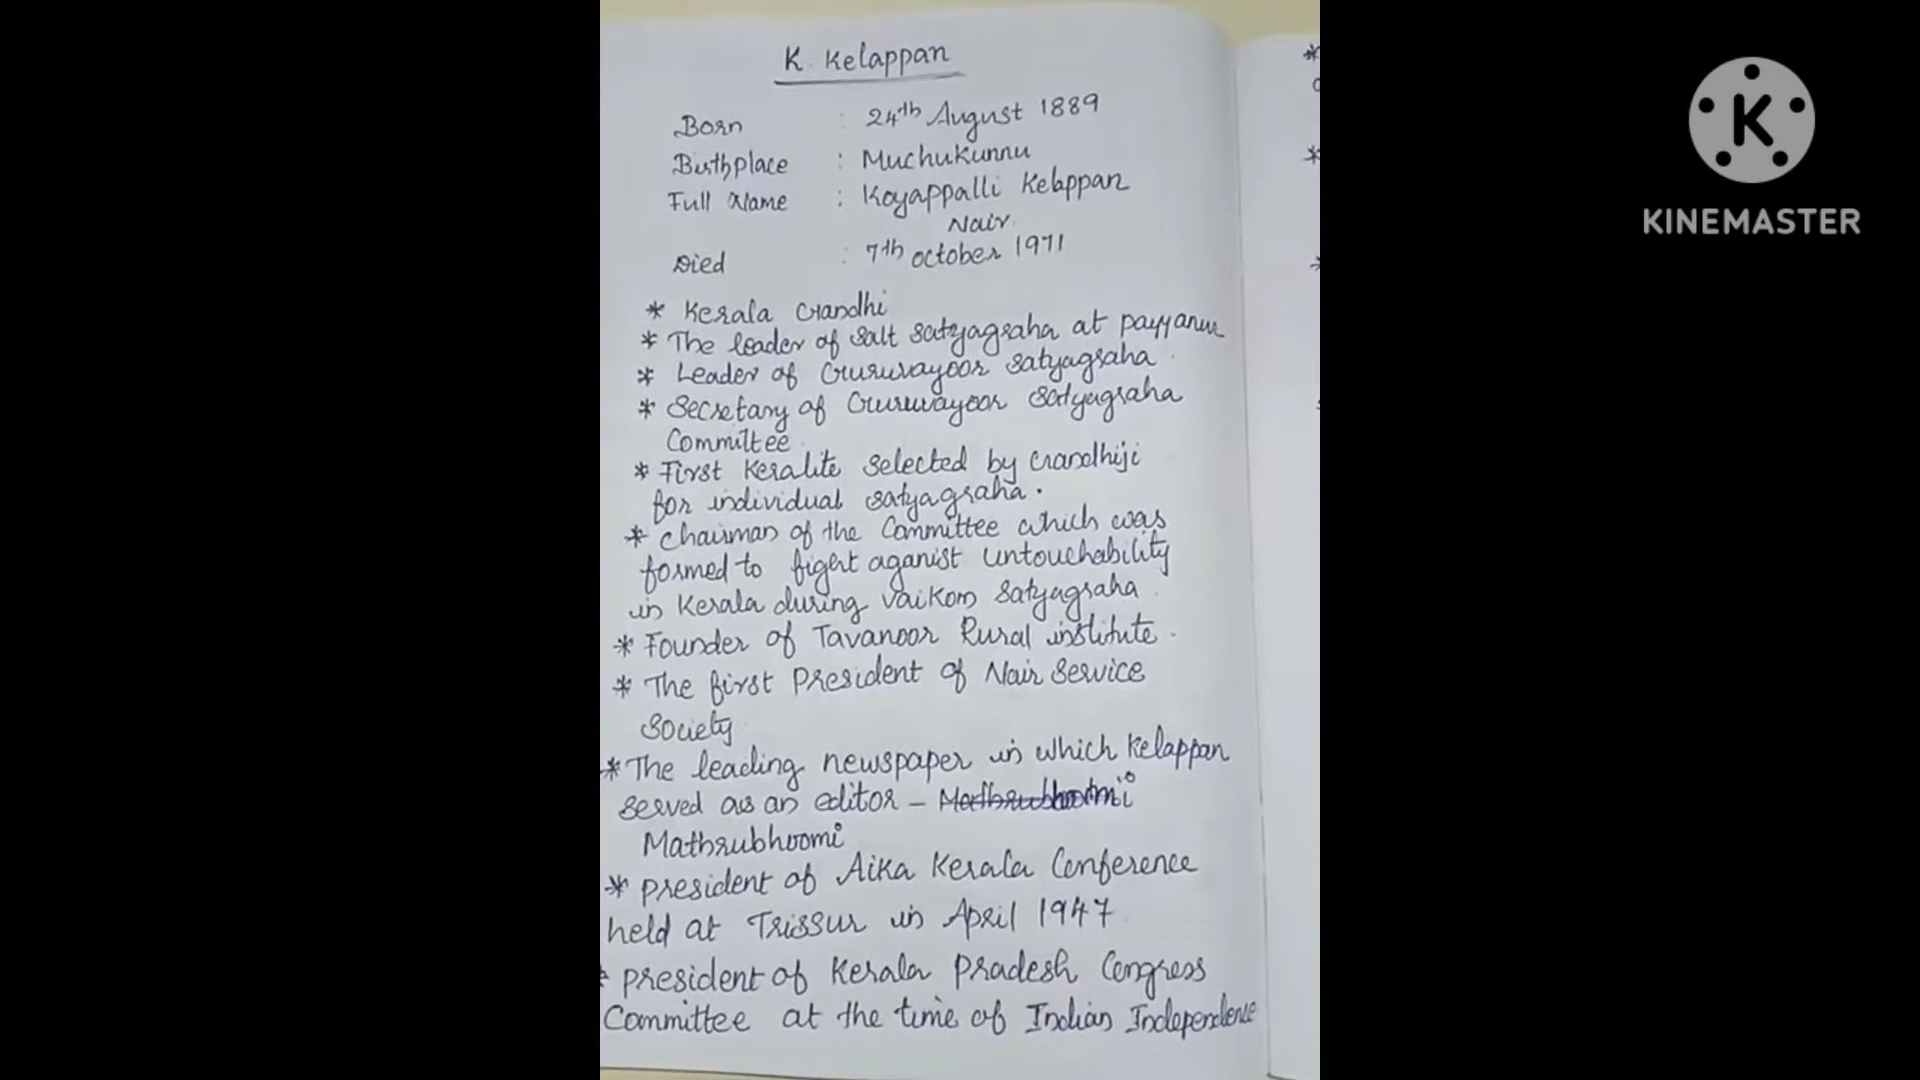 K. Kelappan
Born : 24th August 1889
Birthplace : Muchukunnu
Full Name : Koyappalli Kelappan
Nair
Died : 7th october 1971
* Kerala Gandhi
* The leader of Salt Satyagraha at payyanur
* Leader of Guruvayoor Satyagraha
* Secretary of Guruvayoor Satyagraha
Committee
* First Keralite selected by Gandhiji
for individual satyagraha.
* Chairman of the Committee which was
formed to fight aganist untouchability
in Kerala during Vaikom Satyagraha
* Founder of Tavanoor Rural institute.
* The first President of Nair Service
Society
* The leading newspaper in which Kelappan
served as an editor - Mathrubhoomi
Mathrubhoomi
* president of Aika Kerala Conference
held at Trissur in April 1947
* president of Kerala Pradesh Congress
Committee at the time of Indian Independence
K
KINEMASTER